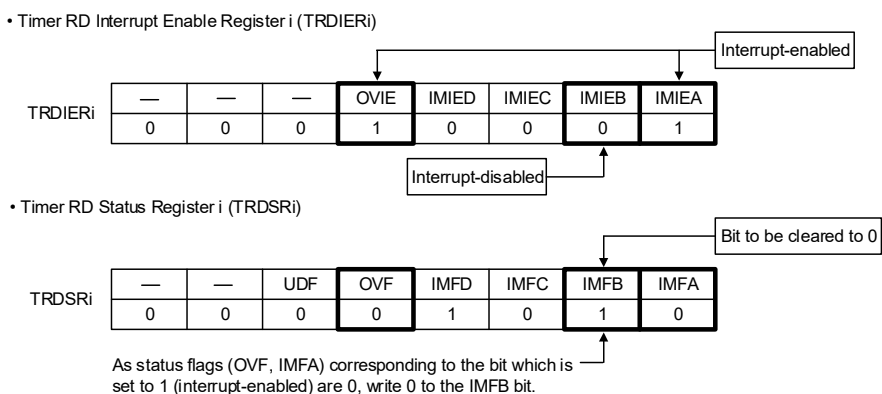 • Timer RD Interrupt Enable Register i (TRDIERi)
Interrupt-enabled
TRDIERi
— — — OVIE IMIED IMIEC IMIEB IMIEA
0 0 0 1 0 0 0 1
Interrupt-disabled
• Timer RD Status Register i (TRDSRi)
Bit to be cleared to 0
TRDSRi
— — UDF OVF IMFD IMFC IMFB IMFA
0 0 0 0 1 0 1 0
As status flags (OVF, IMFA) corresponding to the bit which is
set to 1 (interrupt-enabled) are 0, write 0 to the IMFB bit.